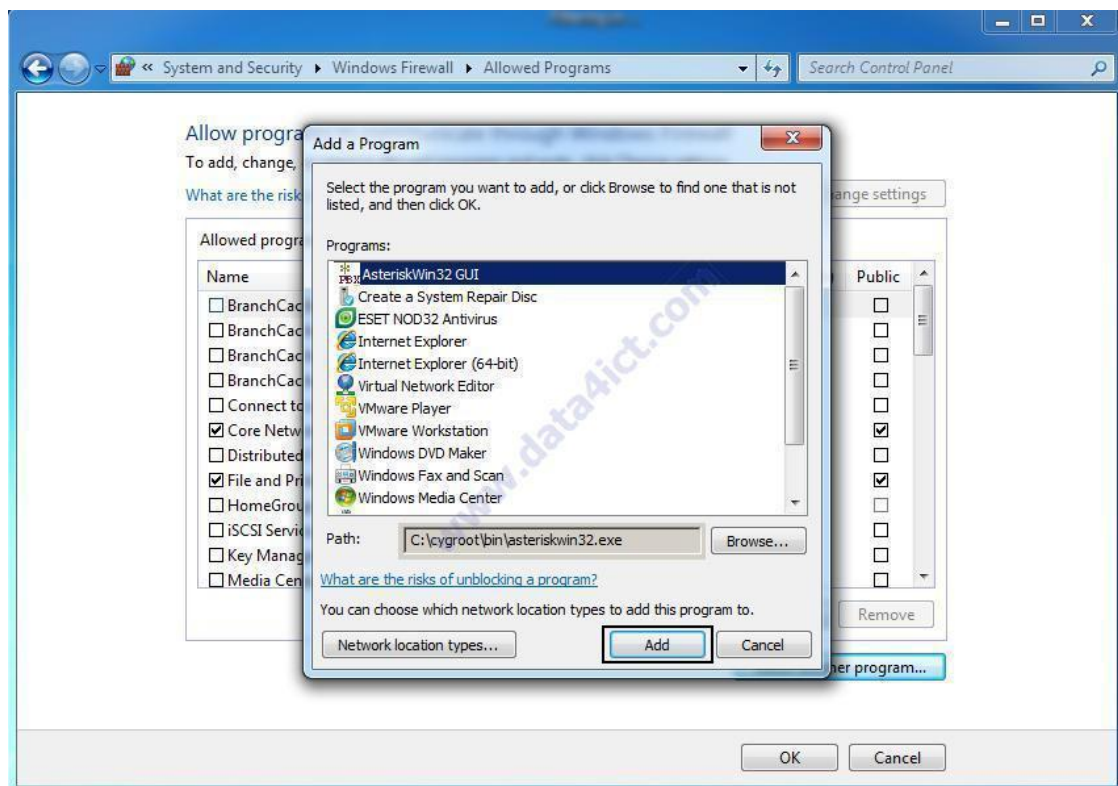 « System and Security ▸ Windows Firewall ▸ Allowed Programs
Search Control Panel
Allow progra
To add, change,
What are the risk
ange settings
Allowed progra
Name
Public
BranchCac
BranchCac
BranchCac
BranchCac
Connect to
Core Netw
Distributed
File and Pri
HomeGrou
iSCSI Servic
Key Manag
Media Cen
Remove
her program...
OK
Cancel
Add a Program
Select the program you want to add, or click Browse to find one that is not
listed, and then click OK.
Programs:
PBX AsteriskWin32 GUI
Create a System Repair Disc
ESET NOD32 Antivirus
Internet Explorer
Internet Explorer (64-bit)
Virtual Network Editor
VMware Player
VMware Workstation
Windows DVD Maker
Windows Fax and Scan
Windows Media Center
Path:
C:\cygroot\bin\asteriskwin32.exe
Browse...
What are the risks of unblocking a program?
You can choose which network location types to add this program to.
Network location types...
Add
Cancel
www.data4ict.com